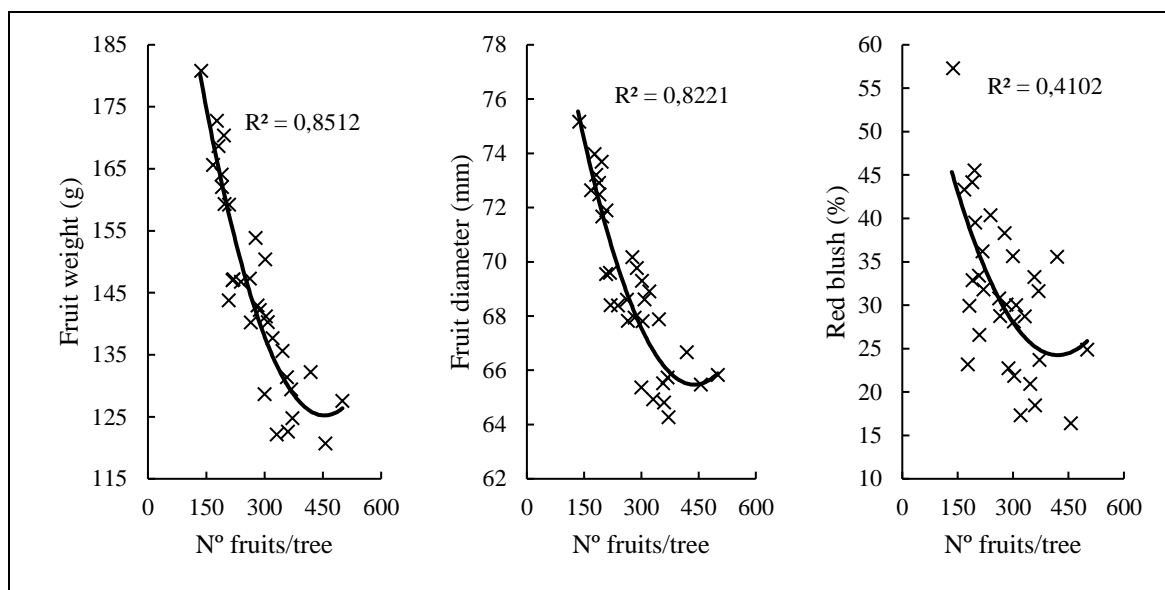 Fruit weight (g)
185
175
165
155
145
135
125
115
R² = 0,8512
0 150 300 450 600
Nº fruits/tree
Fruit diameter (mm)
78
76
74
72
70
68
66
64
62
R² = 0,8221
0 150 300 450 600
Nº fruits/tree
Red blush (%)
60
55
50
45
40
35
30
25
20
15
10
R² = 0,4102
0 150 300 450 600
Nº fruits/tree